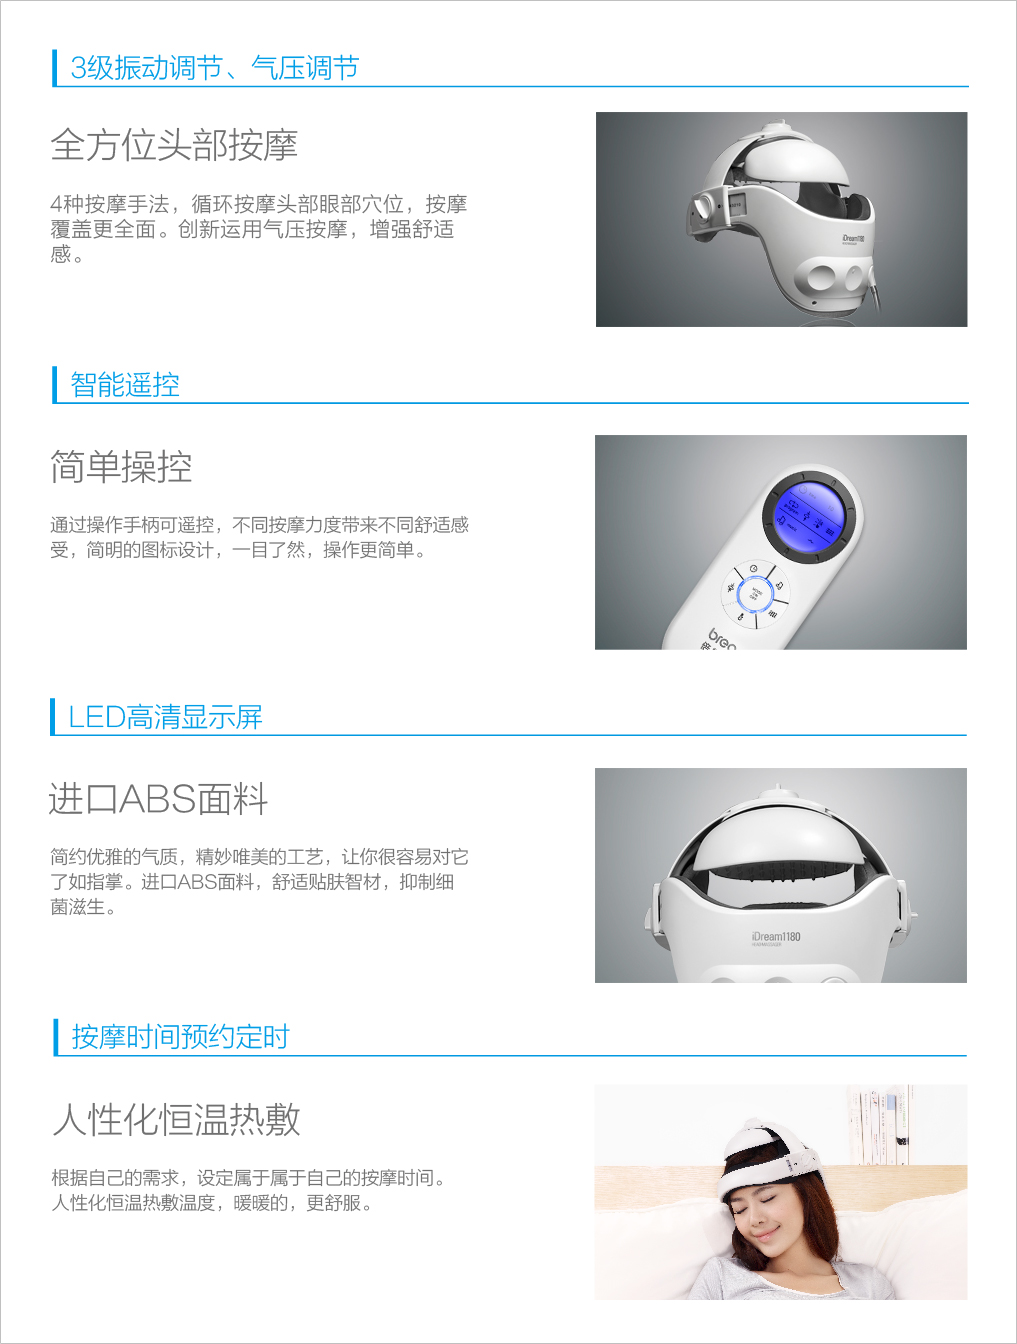 3级振动调节、气压调节
全方位头部按摩
4种按摩手法，循环按摩头部眼部穴位，按摩
覆盖更全面。创新运用气压按摩，增强舒适
感。
iDream1180
智能遥控
简单操控
通过操作手柄可遥控，不同按摩力度带来不同舒适感
受，简明的图标设计，一目了然，操作更简单。
breo
LED高清显示屏
进口ABS面料
简约优雅的气质，精妙唯美的工艺，让你很容易对它
了如指掌。进口ABS面料，舒适贴肤智材，抑制细
菌滋生。
iDream1180
按摩时间预约定时
人性化恒温热敷
根据自己的需求，设定属于属于自己的按摩时间。
人性化恒温热敷温度，暖暖的，更舒服。